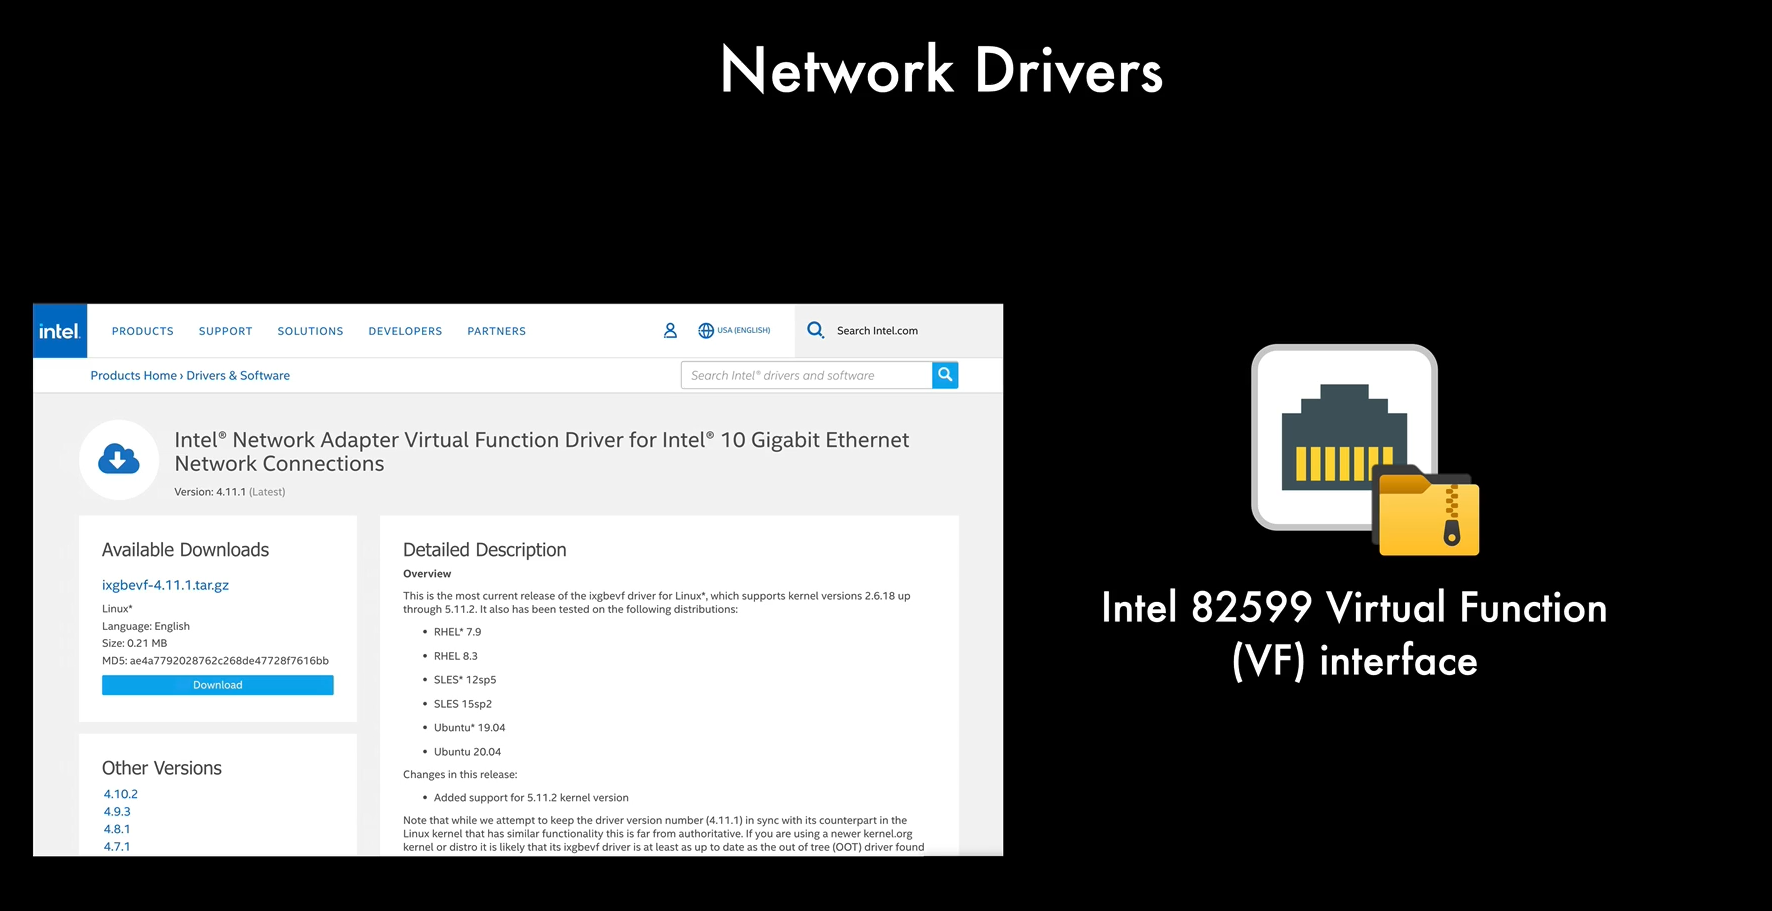 Network Drivers
intel.
PRODUCTS SUPPORT SOLUTIONS DEVELOPERS PARTNERS USA (ENGLISH) Search Intel.com
Products Home › Drivers & Software Search Intel® drivers and software
Intel® Network Adapter Virtual Function Driver for Intel® 10 Gigabit Ethernet
Network Connections
Version: 4.11.1 (Latest)
Available Downloads
ixgbevf-4.11.1.tar.gz
Linux*
Language: English
Size: 0.21 MB
MD5: ae4a7792028762c268de47728f7616bb
Download
Other Versions
4.10.2
4.9.3
4.8.1
4.7.1
Detailed Description
Overview
This is the most current release of the ixgbevf driver for Linux*, which supports kernel versions 2.6.18 up
through 5.11.2. It also has been tested on the following distributions:
• RHEL* 7.9
• RHEL 8.3
• SLES* 12sp5
• SLES 15sp2
• Ubuntu* 19.04
• Ubuntu 20.04
Changes in this release:
• Added support for 5.11.2 kernel version
Note that while we attempt to keep the driver version number (4.11.1) in sync with its counterpart in the
Linux kernel that has similar functionality this is far from authoritative. If you are using a newer kernel.org
kernel or distro it is likely that its ixgbevf driver is at least as up to date as the out of tree (OOT) driver found
Intel 82599 Virtual Function
(VF) interface